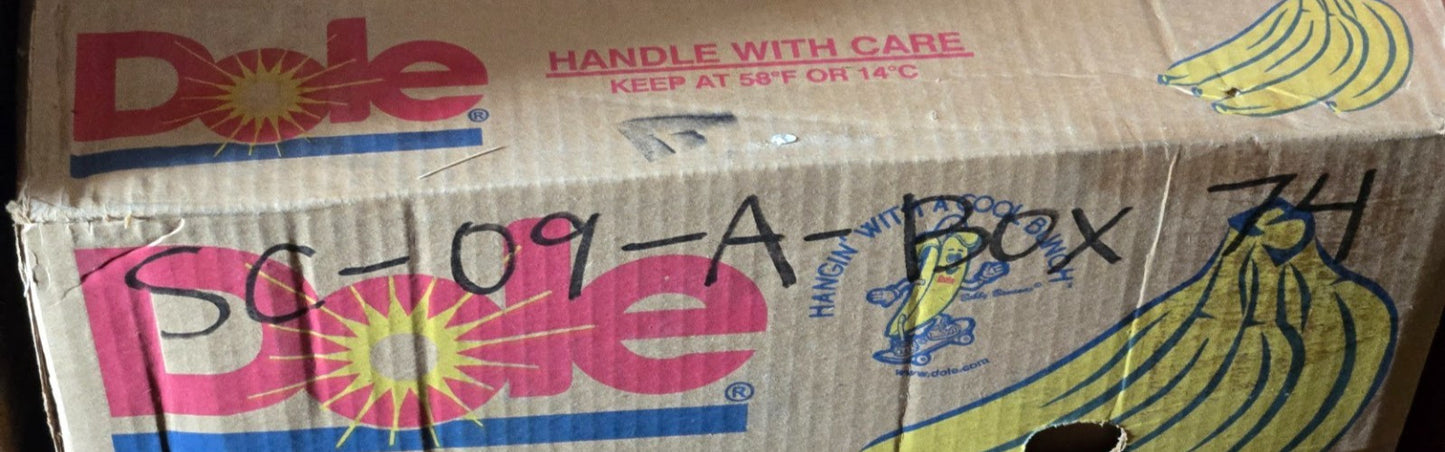 Dole®
HANDLE WITH CARE
KEEP AT 58°F OR 14°C
SC-09-A-Box 74
Dole®
HANGIN' WITH A COOL BUNCH!
www.dole.com